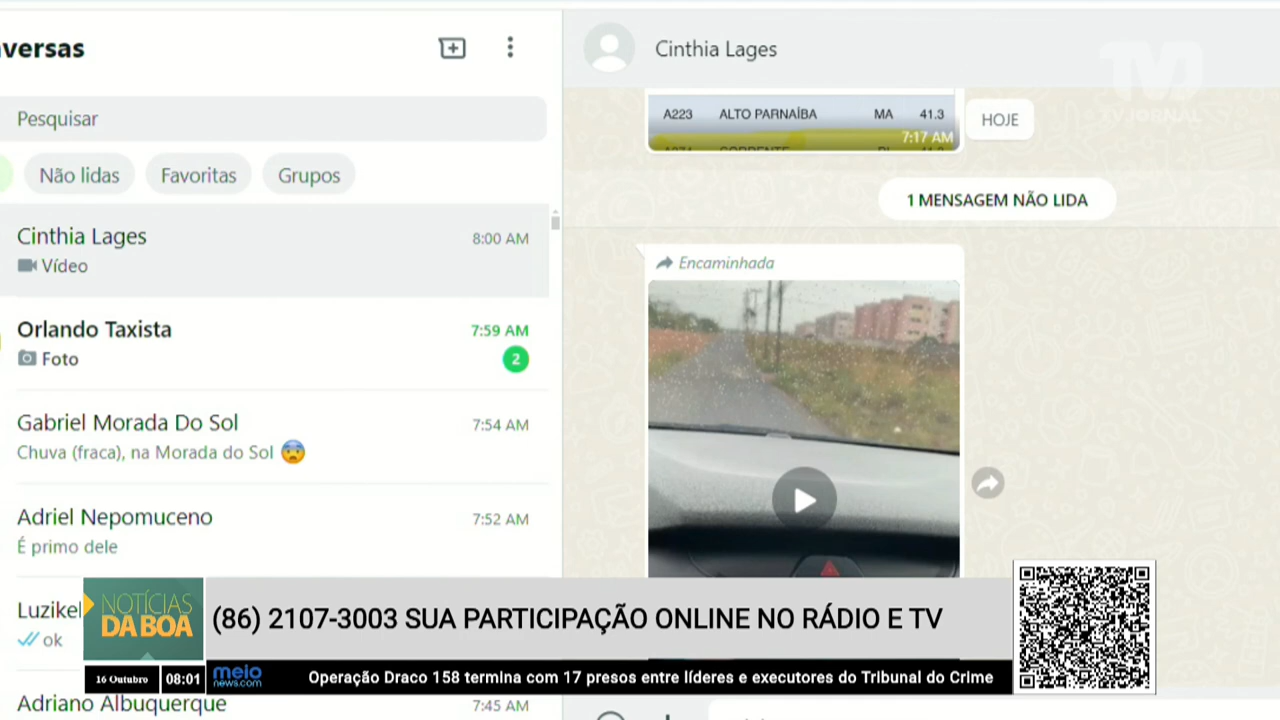 versas
Pesquisar
Não lidas
Favoritas
Grupos
Cinthia Lages
8:00 AM
Vídeo
Orlando Taxista
7:59 AM
Foto
2
Gabriel Morada Do Sol
7:54 AM
Chuva (fraca), na Morada do Sol 😨
Adriel Nepomuceno
7:52 AM
É primo dele
Luzikel
ok
Adriano Albuquerque
7:45 AM
Cinthia Lages
A223 ALTO PARNAÍBA MA 41.3
7:17 AM
HOJE
1 MENSAGEM NÃO LIDA
Encaminhada
TV JORNAL
NOTÍCIAS
DA BOA
(86) 2107-3003 SUA PARTICIPAÇÃO ONLINE NO RÁDIO E TV
16 Outubro
08:01
meio
news.com
Operação Draco 158 termina com 17 presos entre líderes e executores do Tribunal do Crime